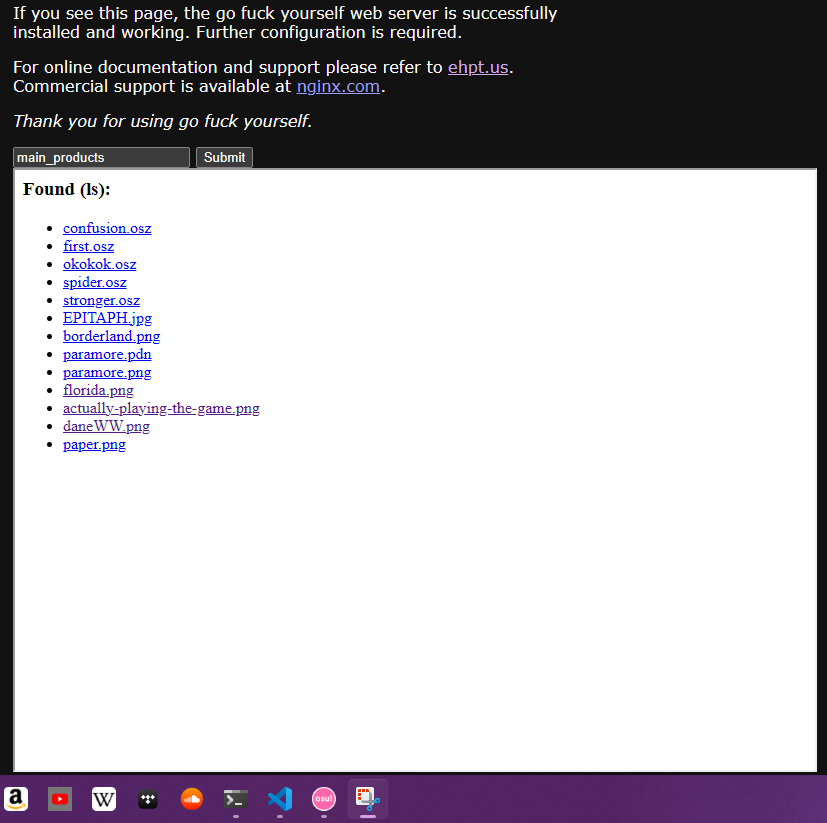 If you see this page, the go fuck yourself web server is successfully
installed and working. Further configuration is required.
For online documentation and support please refer to ehpt.us.
Commercial support is available at nginx.com.
Thank you for using go fuck yourself.
main_products Submit
Found (ls):
confusion.osz
first.osz
okokok.osz
spider.osz
stronger.osz
EPITAPH.jpg
borderland.png
paramore.pdn
paramore.png
florida.png
actually-playing-the-game.png
daneWW.png
paper.png
a W osu!